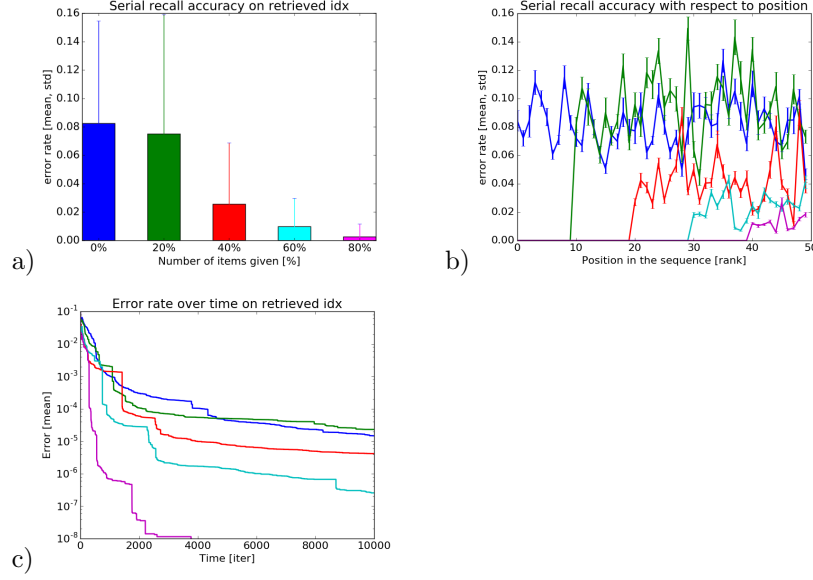 Serial recall accuracy on retrieved idx
0.16
0.14
0.12
0.10
0.08
0.06
0.04
0.02
0.00
error rate [mean, std)
0% 20% 40% 60% 80%
Number of items given [%]
a)
Serial recall accuracy with respect to position
0.16
0.14
0.12
0.10
0.08
0.06
0.04
0.02
0.00
error rate [mean, std)
0 10 20 30 40 50
Position in the sequence [rank]
b)
Error rate over time on retrieved idx
10^-1
10^-2
10^-3
10^-4
10^-5
10^-6
10^-7
10^-8
Error [mean]
0 2000 4000 6000 8000 10000
Time [iter]
c)